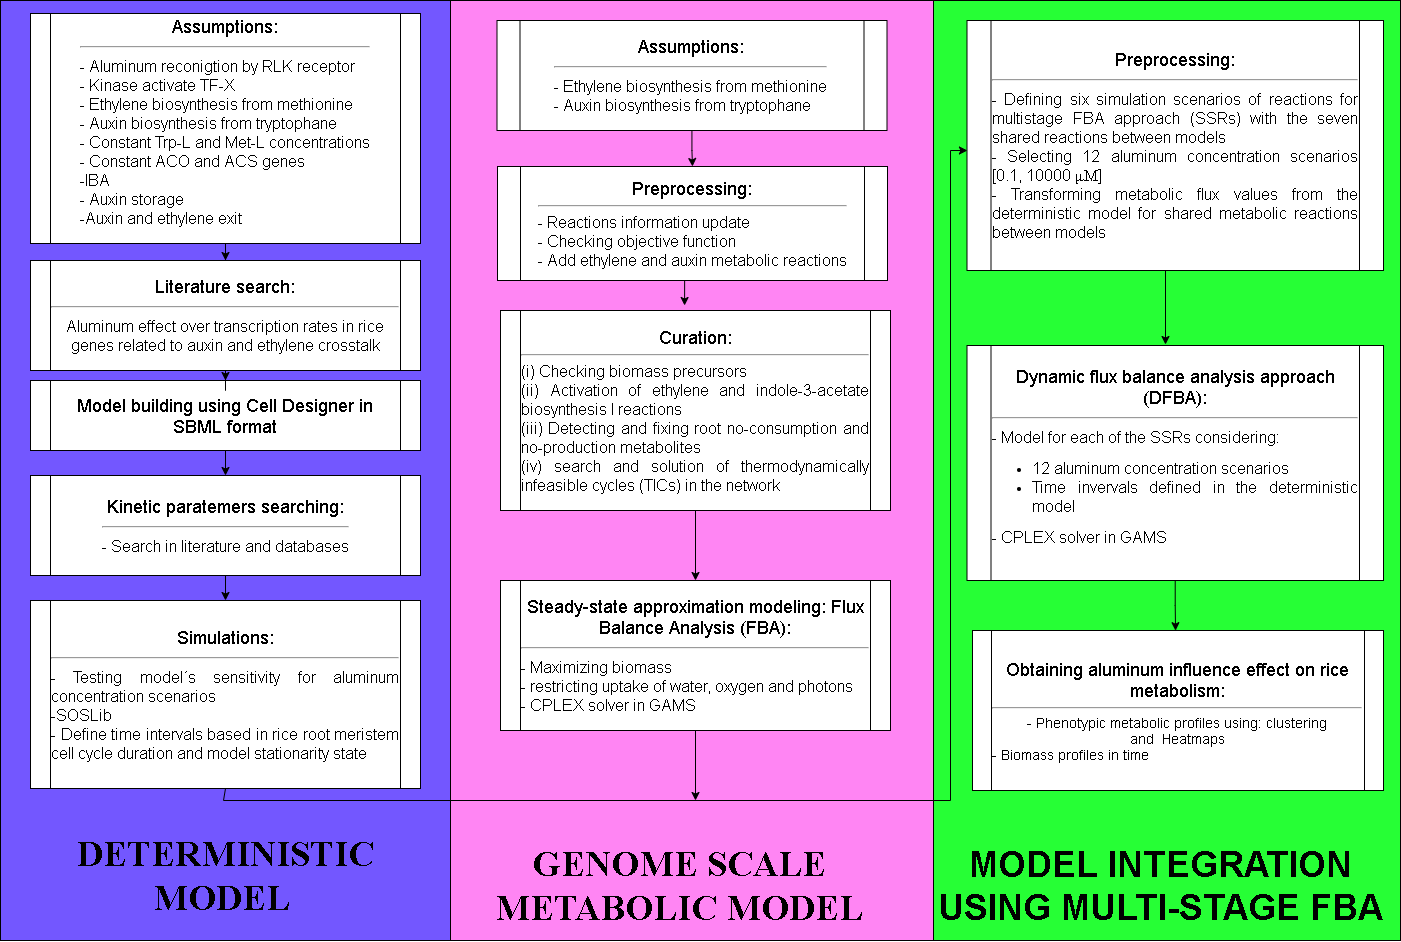 Assumptions:
- Aluminum reconigtion by RLK receptor
- Kinase activate TF-X
- Ethylene biosynthesis from methionine
- Auxin biosynthesis from tryptophane
- Constant Trp-L and Met-L concentrations
- Constant ACO and ACS genes
-IBA
- Auxin storage
-Auxin and ethylene exit
Literature search:
Aluminum effect over transcription rates in rice
genes related to auxin and ethylene crosstalk
Model building using Cell Designer in
SBML format
Kinetic paratemers searching:
- Search in literature and databases
Simulations:
- Testing model´s sensitivity for aluminum
concentration scenarios
-SOSLib
- Define time intervals based in rice root meristem
cell cycle duration and model stationarity state
DETERMINISTIC
MODEL
Assumptions:
- Ethylene biosynthesis from methionine
- Auxin biosynthesis from tryptophane
Preprocessing:
- Reactions information update
- Checking objective function
- Add ethylene and auxin metabolic reactions
Curation:
(i) Checking biomass precursors
(ii) Activation of ethylene and indole-3-acetate
biosynthesis I reactions
(iii) Detecting and fixing root no-consumption and
no-production metabolites
(iv) search and solution of thermodynamically
infeasible cycles (TICs) in the network
Steady-state approximation modeling: Flux
Balance Analysis (FBA):
- Maximizing biomass
- restricting uptake of water, oxygen and photons
- CPLEX solver in GAMS
GENOME SCALE
METABOLIC MODEL
Preprocessing:
- Defining six simulation scenarios of reactions for
multistage FBA approach (SSRs) with the seven
shared reactions between models
- Selecting 12 aluminum concentration scenarios
[0.1, 10000 μM]
- Transforming metabolic flux values from the
deterministic model for shared metabolic reactions
between models
Dynamic flux balance analysis approach
(DFBA):
- Model for each of the SSRs considering:
• 12 aluminum concentration scenarios
• Time invervals defined in the deterministic
model
- CPLEX solver in GAMS
Obtaining aluminum influence effect on rice
metabolism:
- Phenotypic metabolic profiles using: clustering
and Heatmaps
- Biomass profiles in time
MODEL INTEGRATION
USING MULTI-STAGE FBA